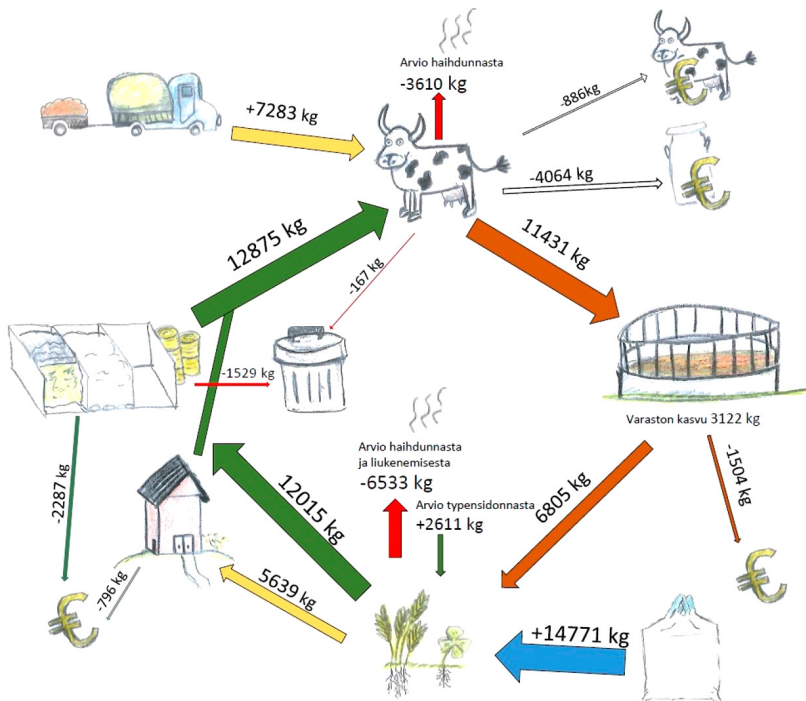 Arvio haihdunnasta
-3610 kg
+7283 kg
-886kg
€
-4064 kg
€
12875 kg
11431 kg
-167 kg
-1529 kg
Varaston kasvu 3122 kg
Arvio haihdunnasta
ja liukenemisesta
-6533 kg
Arvio typensidonnasta
+2611 kg
-2287 kg
12015 kg
6805 kg
-1504 kg
€
-796 kg
€
5639 kg
+14771 kg